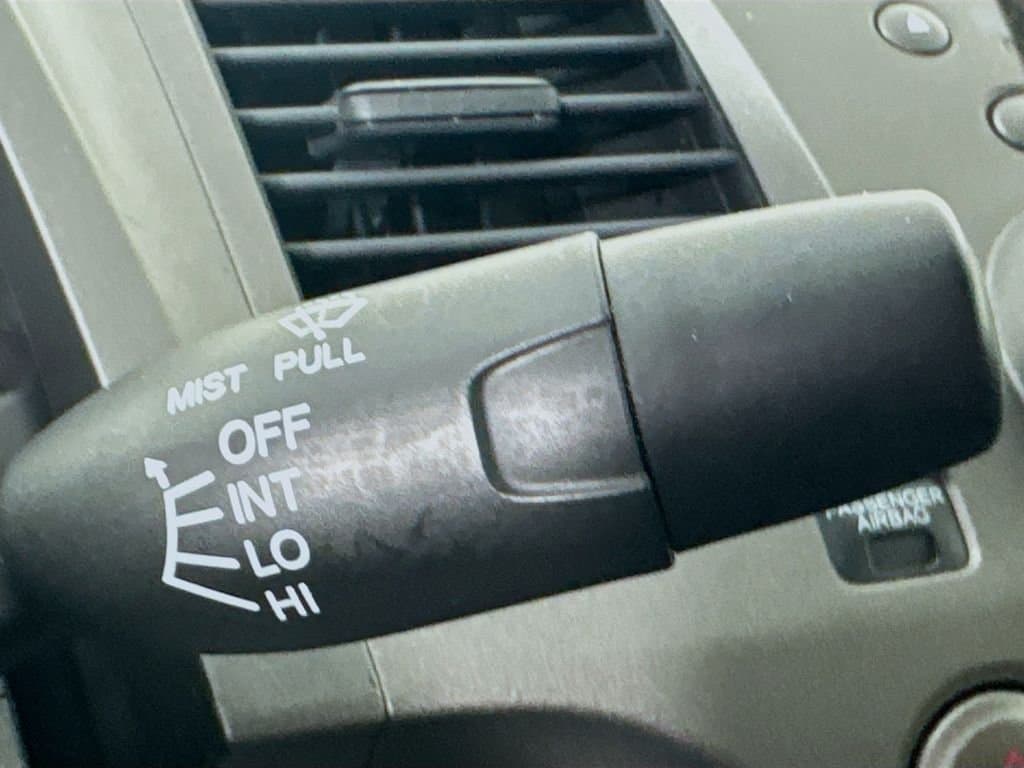 MIST PULL
OFF
INT
LO
HI
PASSENGER
AIRBAG